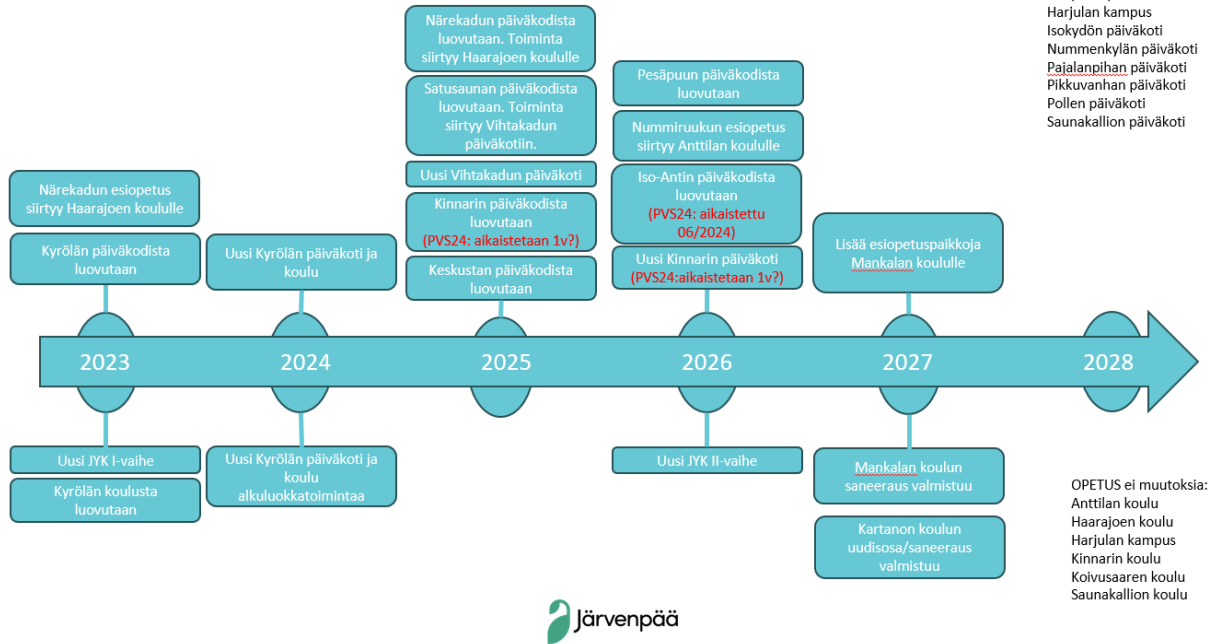 Harjulan kampus
Isokydön päiväkoti
Nummenkylän päiväkoti
Pajalanpihan päiväkoti
Pikkuvanhan päiväkoti
Pollen päiväkoti
Saunakallion päiväkoti
Närekadun esiopetus
siirtyy Haarajoen koululle
Kyrölän päiväkodista
luovutaan
Uusi Kyrölän päiväkoti ja
koulu
Närekadun päiväkodista
luovutaan. Toiminta
siirtyy Haarajoen koululle
Satusaunan päiväkodista
luovutaan. Toiminta
siirtyy Vihtakadun
päiväkotiin.
Uusi Vihtakadun päiväkoti
Kinnarin päiväkodista
luovutaan
(PVS24: aikaistetaan 1v?)
Keskustan päiväkodista
luovutaan
Pesäpuun päiväkodista
luovutaan
Nummiruukun esiopetus
siirtyy Anttilan koululle
Iso-Antin päiväkodista
luovutaan
(PVS24: aikaistettu
06/2024)
Uusi Kinnarin päiväkoti
(PVS24:aikaistetaan 1v?)
Lisää esiopetuspaikkoja
Mankalan koululle
2023
2024
2025
2026
2027
2028
Uusi JYK I-vaihe
Kyrölän koulusta
luovutaan
Uusi Kyrölän päiväkoti ja
koulu
alkuluokkatoimintaa
Uusi JYK II-vaihe
Mankalan koulun
saneeraus valmistuu
Kartanon koulun
uudisosa/saneeraus
valmistuu
OPETUS ei muutoksia:
Anttilan koulu
Haarajoen koulu
Harjulan kampus
Kinnarin koulu
Koivusaaren koulu
Saunakallion koulu
Järvenpää